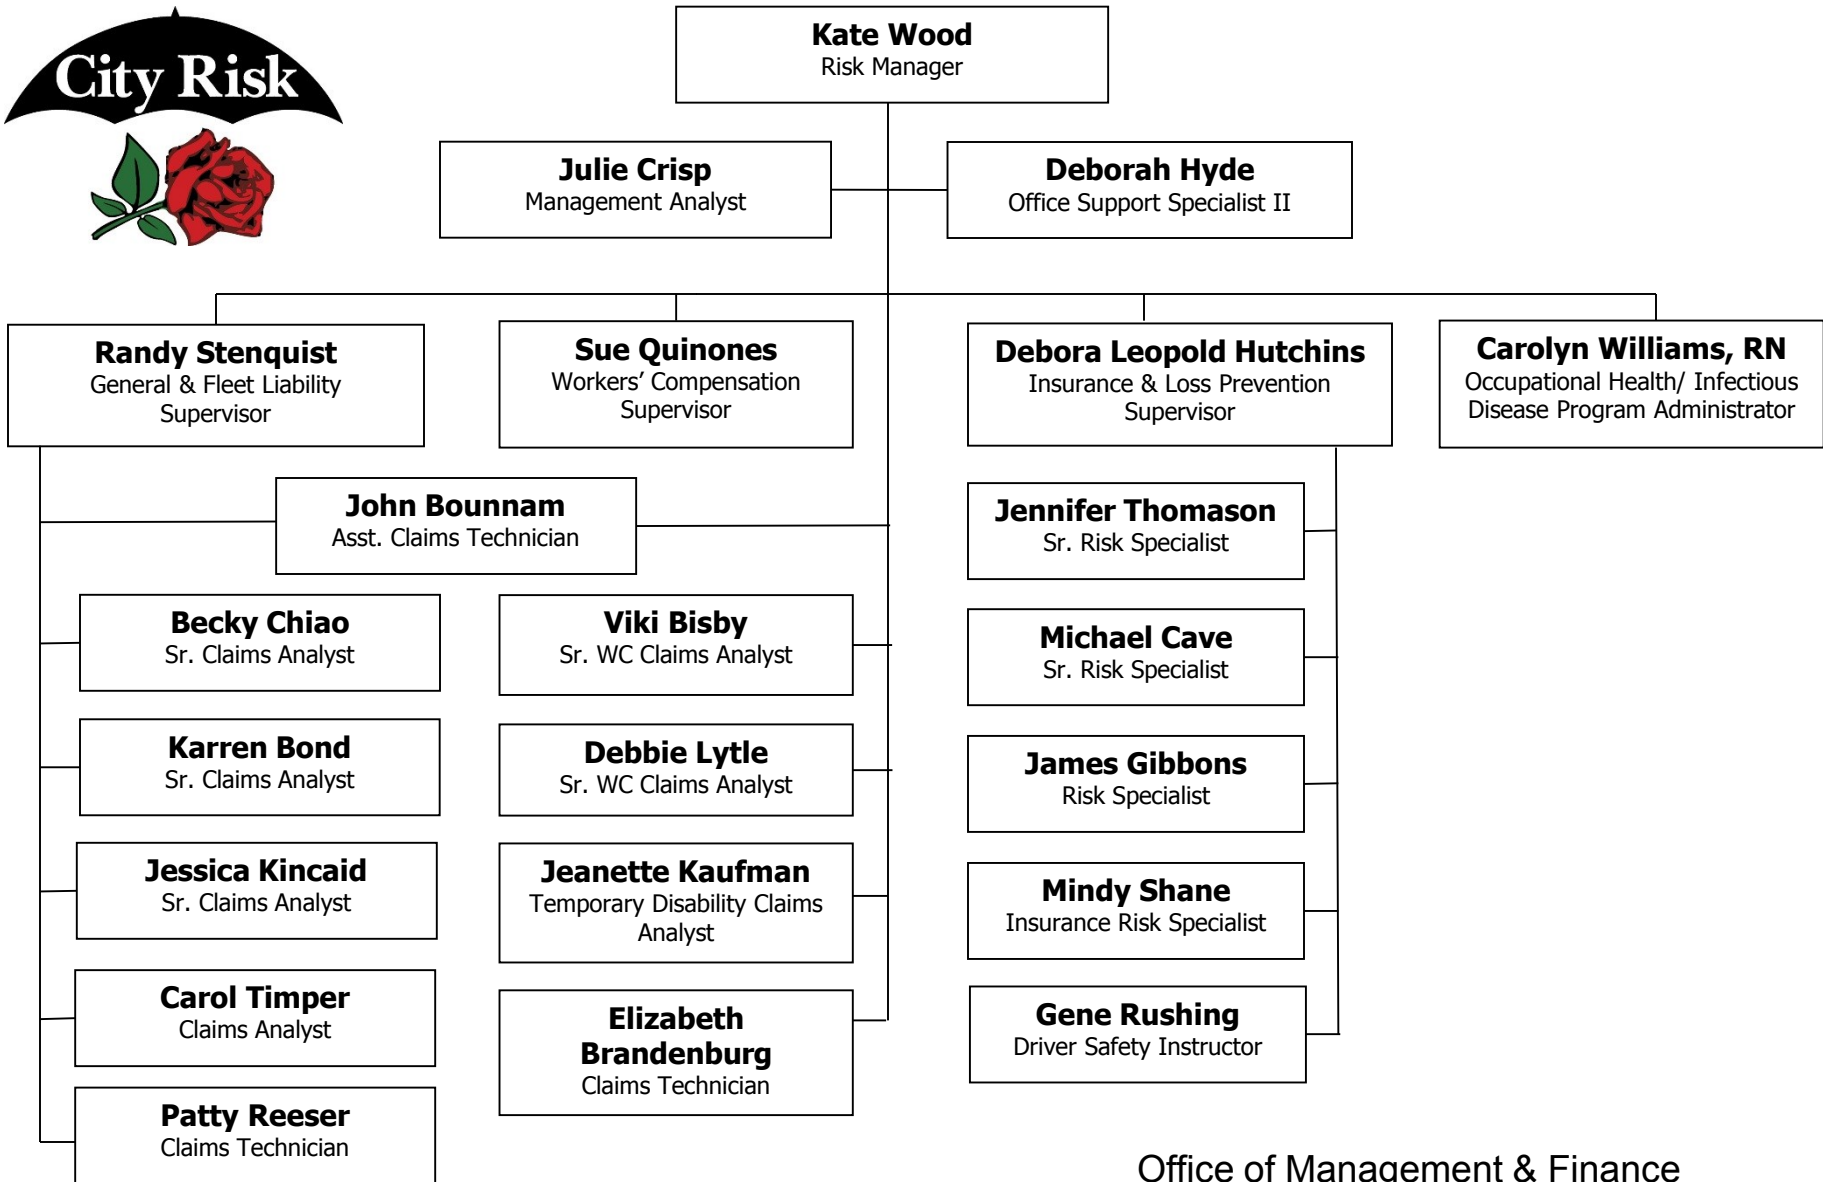 City Risk
Kate Wood
Risk Manager
Julie Crisp
Management Analyst
Deborah Hyde
Office Support Specialist II
Randy Stenquist
General & Fleet Liability
Supervisor
Sue Quinones
Workers’ Compensation
Supervisor
Debora Leopold Hutchins
Insurance & Loss Prevention
Supervisor
Carolyn Williams, RN
Occupational Health/ Infectious
Disease Program Administrator
John Bounnam
Asst. Claims Technician
Becky Chiao
Sr. Claims Analyst
Karren Bond
Sr. Claims Analyst
Jessica Kincaid
Sr. Claims Analyst
Carol Timper
Claims Analyst
Patty Reeser
Claims Technician
Viki Bisby
Sr. WC Claims Analyst
Debbie Lytle
Sr. WC Claims Analyst
Jeanette Kaufman
Temporary Disability Claims
Analyst
Elizabeth
Brandenburg
Claims Technician
Jennifer Thomason
Sr. Risk Specialist
Michael Cave
Sr. Risk Specialist
James Gibbons
Risk Specialist
Mindy Shane
Insurance Risk Specialist
Gene Rushing
Driver Safety Instructor
Office of Management & Finance